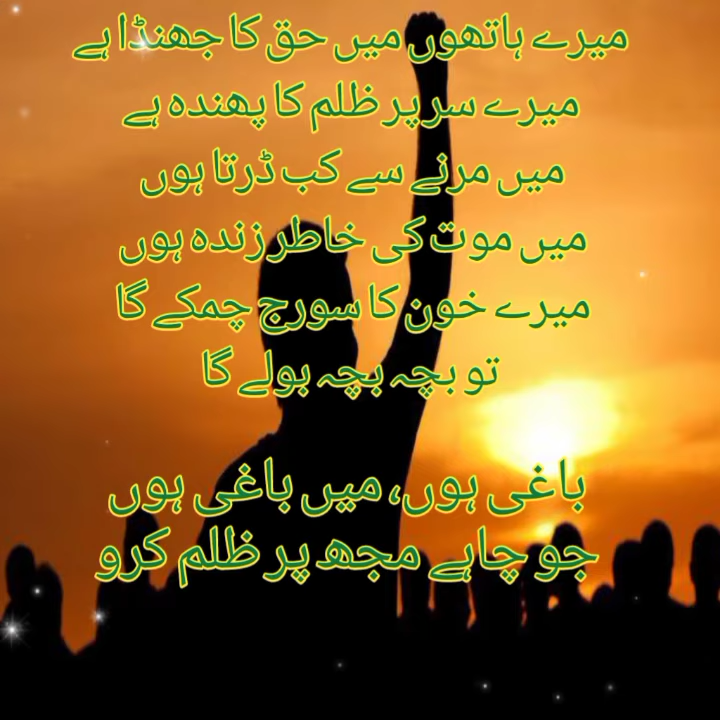 میرے ہاتھوں میں حق کا جھنڈا ہے
میرے سر پر ظلم کا پھندہ ہے
میں مرنے سے کب ڈرتا ہوں
میں موت کی خاطر زندہ ہوں
میرے خون کا سورج چمکے گا
تو بچہ بچہ بولے گا
باغی ہوں، میں باغی ہوں
جو چاہے مجھ پر ظلم کرو